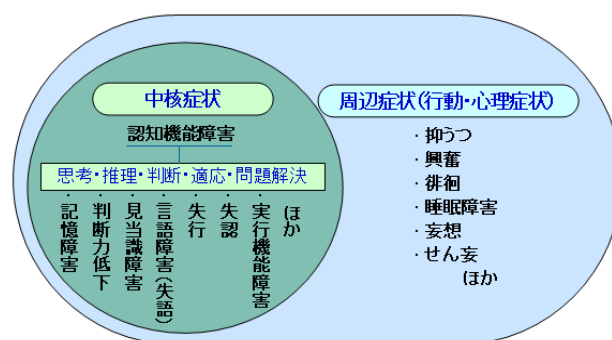 中核症状
認知機能障害
思考・推理・判断・適応・問題解決
・記憶障害
・判断力低下
・見当識障害
・言語障害(失語)
・失行
・失認
・実行機能障害
ほか
周辺症状(行動・心理症状)
・抑うつ
・興奮
・徘徊
・睡眠障害
・妄想
・せん妄
ほか